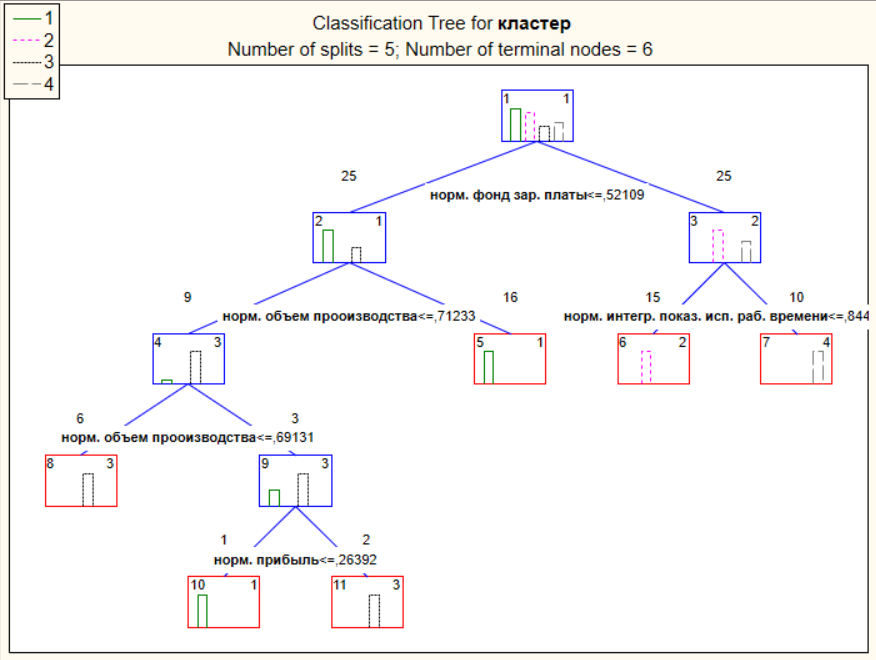 1
2
3
4
Classification Tree for кластер
Number of splits = 5; Number of terminal nodes = 6
1 1
25 25
норм. фонд зар. платы<=,52109
2 1 3 2
9 16 15 10
норм. объем прооизводства<=,71233 норм. интегр. показ. исп. раб. времени<=,844
4 3 5 1 6 2 7 4
6 3
норм. объем прооизводства<=,69131
8 3 9 3
1 2
норм. прибыль<=,26392
10 1 11 3